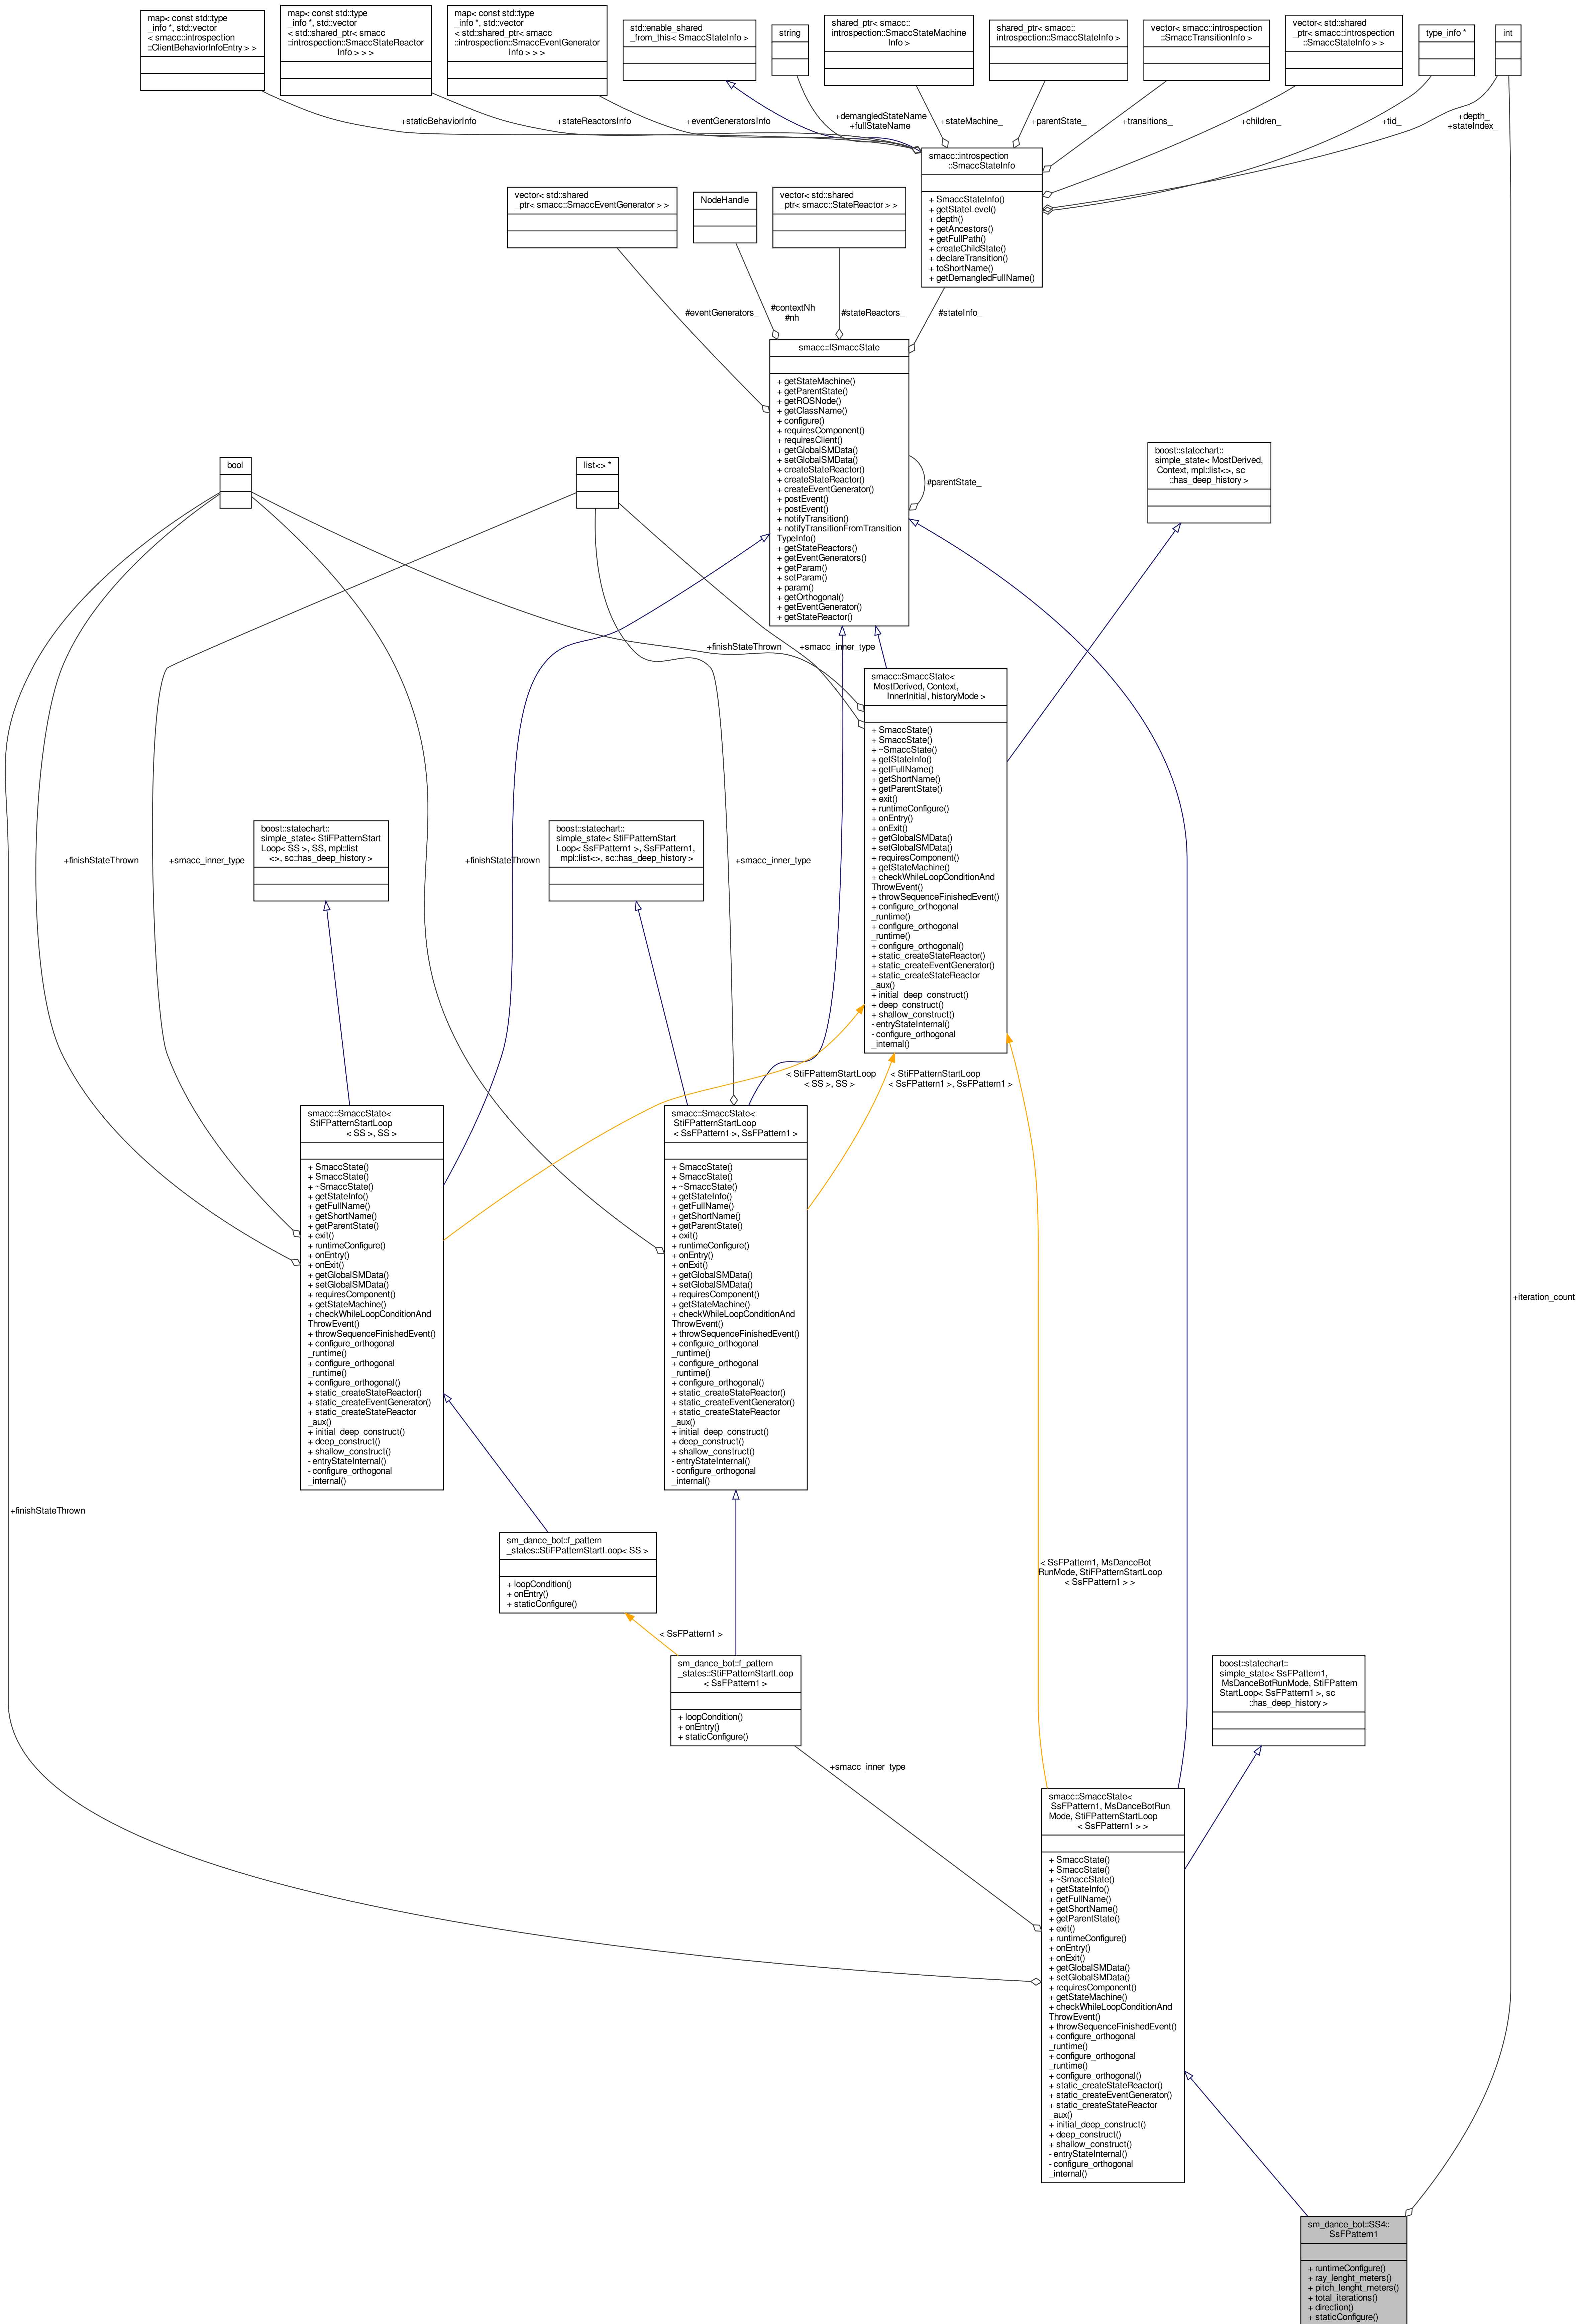 map< const std::type
_info *, std::vector
< smacc::introspection
::ClientBehaviorInfoEntry > >
map< const std::type
_info *, std::vector
< std::shared_ptr< smacc
::introspection::SmaccStateReactor
Info > > >
map< const std::type
_info *, std::vector
< std::shared_ptr< smacc
::introspection::SmaccEventGenerator
Info > > >
std::enable_shared
_from_this< SmaccStateInfo >
string
shared_ptr< smacc::
introspection::SmaccStateMachine
Info >
shared_ptr< smacc::
introspection::SmaccStateInfo >
vector< smacc::introspection
::SmaccTransitionInfo >
vector< std::shared
_ptr< smacc::introspection
::SmaccStateInfo > >
type_info *
int
+staticBehaviorInfo
+stateReactorsInfo
+eventGeneratorsInfo
+demangledStateName
+fullStateName
+stateMachine_
+parentState_
+transitions_
+children_
+tid_
+depth_
+stateIndex_
smacc::introspection
::SmaccStateInfo
+ SmaccStateInfo()
+ getStateLevel()
+ depth()
+ getAncestors()
+ getFullPath()
+ createChildState()
+ declareTransition()
+ toShortName()
+ getDemangledFullName()
vector< std::shared
_ptr< smacc::SmaccEventGenerator > >
NodeHandle
vector< std::shared
_ptr< smacc::StateReactor > >
#eventGenerators_
#contextNh
#nh
#stateReactors_
#stateInfo_
smacc::ISmaccState
+ getStateMachine()
+ getParentState()
+ getROSNode()
+ getClassName()
+ configure()
+ requiresComponent()
+ requiresClient()
+ getGlobalSMData()
+ setGlobalSMData()
+ createStateReactor()
+ createStateReactor()
+ createEventGenerator()
+ postEvent()
+ postEvent()
+ notifyTransition()
+ notifyTransitionFromTransition
TypeInfo()
+ getStateReactors()
+ getEventGenerators()
+ getParam()
+ setParam()
+ param()
+ getOrthogonal()
+ getEventGenerator()
+ getStateReactor()
#parentState_
bool
list<> *
boost::statechart::
simple_state< MostDerived,
Context, mpl::list<>, sc
::has_deep_history >
+finishStateThrown
+smacc_inner_type
smacc::SmaccState<
MostDerived, Context,
InnerInitial, historyMode >
+ SmaccState()
+ SmaccState()
+ ~SmaccState()
+ getStateInfo()
+ getFullName()
+ getShortName()
+ getParentState()
+ exit()
+ runtimeConfigure()
+ onEntry()
+ onExit()
+ getGlobalSMData()
+ setGlobalSMData()
+ requiresComponent()
+ getStateMachine()
+ checkWhileLoopConditionAnd
ThrowEvent()
+ throwSequenceFinishedEvent()
+ configure_orthogonal
_runtime()
+ configure_orthogonal
_runtime()
+ configure_orthogonal()
+ static_createStateReactor()
+ static_createEventGenerator()
+ static_createStateReactor
_aux()
+ initial_deep_construct()
+ deep_construct()
+ shallow_construct()
- entryStateInternal()
- configure_orthogonal
_internal()
boost::statechart::
simple_state< StiFPatternStart
Loop< SS >, SS, mpl::list
<>, sc::has_deep_history >
boost::statechart::
simple_state< StiFPatternStart
Loop< SsFPattern1 >, SsFPattern1,
mpl::list<>, sc::has_deep_history >
+finishStateThrown
+smacc_inner_type
+finishStateThrown
+smacc_inner_type
< StiFPatternStartLoop
< SS >, SS >
< StiFPatternStartLoop
< SsFPattern1 >, SsFPattern1 >
smacc::SmaccState<
StiFPatternStartLoop
< SS >, SS >
+ SmaccState()
+ SmaccState()
+ ~SmaccState()
+ getStateInfo()
+ getFullName()
+ getShortName()
+ getParentState()
+ exit()
+ runtimeConfigure()
+ onEntry()
+ onExit()
+ getGlobalSMData()
+ setGlobalSMData()
+ requiresComponent()
+ getStateMachine()
+ checkWhileLoopConditionAnd
ThrowEvent()
+ throwSequenceFinishedEvent()
+ configure_orthogonal
_runtime()
+ configure_orthogonal
_runtime()
+ configure_orthogonal()
+ static_createStateReactor()
+ static_createEventGenerator()
+ static_createStateReactor
_aux()
+ initial_deep_construct()
+ deep_construct()
+ shallow_construct()
- entryStateInternal()
- configure_orthogonal
_internal()
smacc::SmaccState<
StiFPatternStartLoop
< SsFPattern1 >, SsFPattern1 >
+ SmaccState()
+ SmaccState()
+ ~SmaccState()
+ getStateInfo()
+ getFullName()
+ getShortName()
+ getParentState()
+ exit()
+ runtimeConfigure()
+ onEntry()
+ onExit()
+ getGlobalSMData()
+ setGlobalSMData()
+ requiresComponent()
+ getStateMachine()
+ checkWhileLoopConditionAnd
ThrowEvent()
+ throwSequenceFinishedEvent()
+ configure_orthogonal
_runtime()
+ configure_orthogonal
_runtime()
+ configure_orthogonal()
+ static_createStateReactor()
+ static_createEventGenerator()
+ static_createStateReactor
_aux()
+ initial_deep_construct()
+ deep_construct()
+ shallow_construct()
- entryStateInternal()
- configure_orthogonal
_internal()
+iteration_count
+finishStateThrown
sm_dance_bot::f_pattern
_states::StiFPatternStartLoop< SS >
+ loopCondition()
+ onEntry()
+ staticConfigure()
< SsFPattern1, MsDanceBot
RunMode, StiFPatternStartLoop
< SsFPattern1 > >
< SsFPattern1 >
sm_dance_bot::f_pattern
_states::StiFPatternStartLoop
< SsFPattern1 >
+ loopCondition()
+ onEntry()
+ staticConfigure()
boost::statechart::
simple_state< SsFPattern1,
MsDanceBotRunMode, StiFPattern
StartLoop< SsFPattern1 >, sc
::has_deep_history >
+smacc_inner_type
smacc::SmaccState<
SsFPattern1, MsDanceBotRun
Mode, StiFPatternStartLoop
< SsFPattern1 > >
+ SmaccState()
+ SmaccState()
+ ~SmaccState()
+ getStateInfo()
+ getFullName()
+ getShortName()
+ getParentState()
+ exit()
+ runtimeConfigure()
+ onEntry()
+ onExit()
+ getGlobalSMData()
+ setGlobalSMData()
+ requiresComponent()
+ getStateMachine()
+ checkWhileLoopConditionAnd
ThrowEvent()
+ throwSequenceFinishedEvent()
+ configure_orthogonal
_runtime()
+ configure_orthogonal
_runtime()
+ configure_orthogonal()
+ static_createStateReactor()
+ static_createEventGenerator()
+ static_createStateReactor
_aux()
+ initial_deep_construct()
+ deep_construct()
+ shallow_construct()
- entryStateInternal()
- configure_orthogonal
_internal()
sm_dance_bot::SS4::
SsFPattern1
+ runtimeConfigure()
+ ray_lenght_meters()
+ pitch_lenght_meters()
+ total_iterations()
+ direction()
+ staticConfigure()